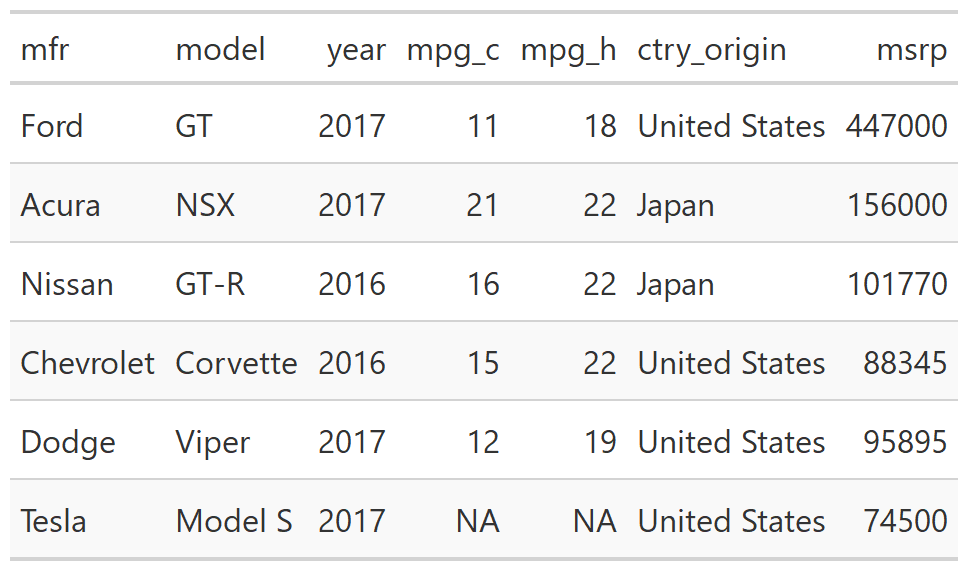 mfr model year mpg_c mpg_h ctry_origin msrp
Ford GT 2017 11 18 United States 447000
Acura NSX 2017 21 22 Japan 156000
Nissan GT-R 2016 16 22 Japan 101770
Chevrolet Corvette 2016 15 22 United States 88345
Dodge Viper 2017 12 19 United States 95895
Tesla Model S 2017 NA NA United States 74500